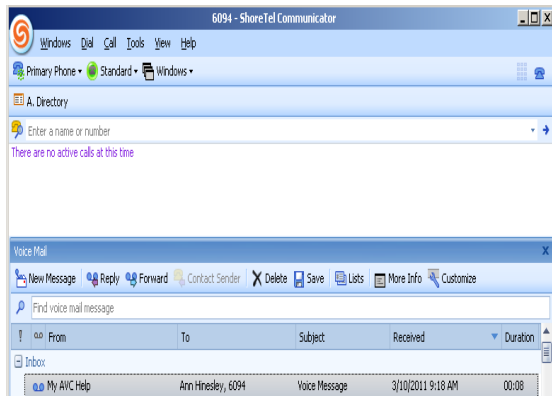 6094 - ShoreTel Communicator
Windows Dial Call Tools View Help
Primary Phone Standard Windows
A. Directory
Enter a name or number
There are no active calls at this time
Voice Mail x
New Message Reply Forward Contact Sender Delete Save Lists More Info Customize
Find voice mail message
! From To Subject Received Duration
Inbox
My AVC Help Ann Hinesley, 6094 Voice Message 3/10/2011 9:18 AM 00:08